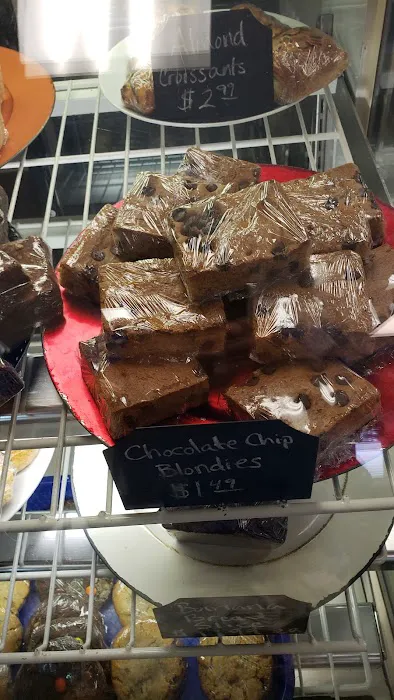 Almond
Croissants
$2.99
Chocolate Chip
Blondies
$1.49